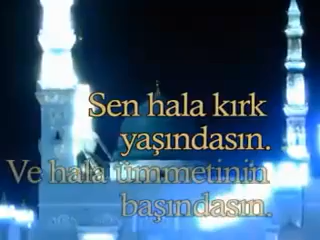 Sen hala kırk
yaşındasın.
Ve hala ümmetinin
başındasın.